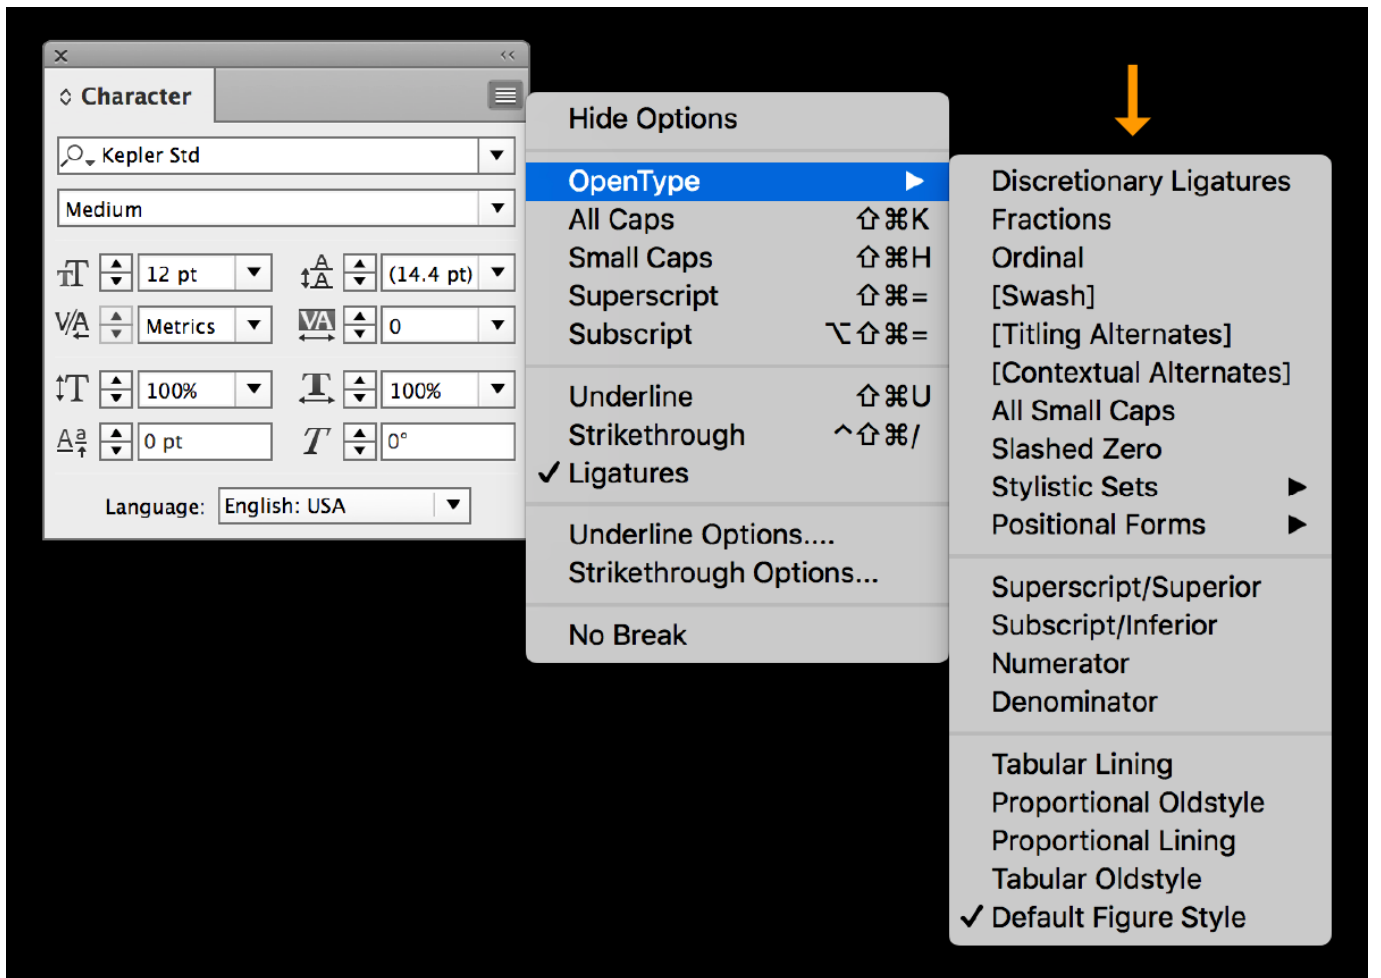 Character
Kepler Std
Medium
12 pt
(14.4 pt)
Metrics
0
100%
100%
0 pt
0°
Language: English: USA
Hide Options
OpenType
All Caps ⇧⌘K
Small Caps ⇧⌘H
Superscript ⇧⌘=
Subscript ⌥⇧⌘=
Underline ⇧⌘U
Strikethrough ^⇧⌘/
✓ Ligatures
Underline Options....
Strikethrough Options...
No Break
Discretionary Ligatures
Fractions
Ordinal
[Swash]
[Titling Alternates]
[Contextual Alternates]
All Small Caps
Slashed Zero
Stylistic Sets
Positional Forms
Superscript/Superior
Subscript/Inferior
Numerator
Denominator
Tabular Lining
Proportional Oldstyle
Proportional Lining
Tabular Oldstyle
✓ Default Figure Style